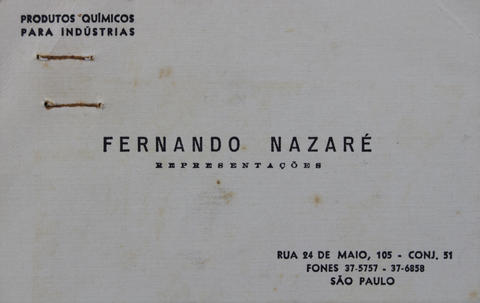 PRODUTOS QUÍMICOS
PARA INDÚSTRIAS
FERNANDO NAZARÉ
REPRESENTAÇÕES
RUA 24 DE MAIO, 105 - CONJ. 51
FONES 37-5757 - 37-6858
SÃO PAULO